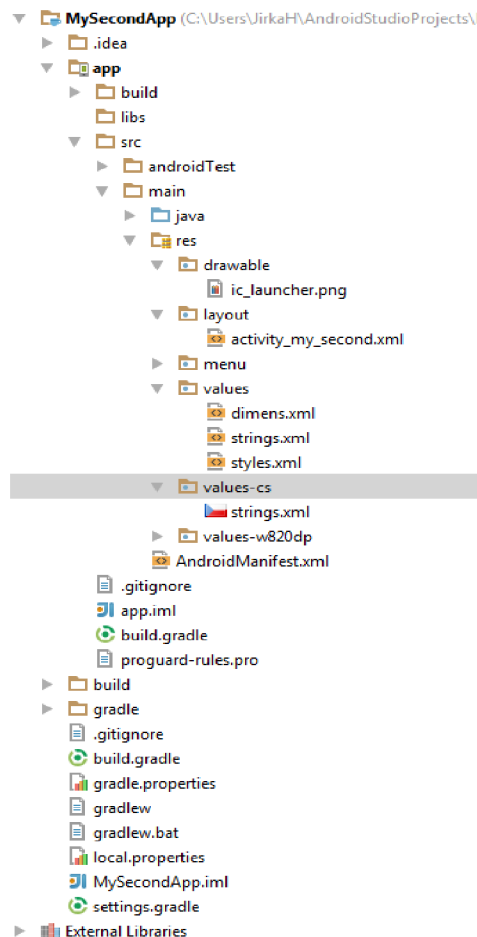 MySecondApp (C:\Users\JirkaH\AndroidStudioProjects\
.idea
app
build
libs
src
androidTest
main
java
res
drawable
ic_launcher.png
layout
activity_my_second.xml
menu
values
dimens.xml
strings.xml
styles.xml
values-cs
strings.xml
values-w820dp
AndroidManifest.xml
.gitignore
app.iml
build.gradle
proguard-rules.pro
build
gradle
.gitignore
build.gradle
gradle.properties
gradlew
gradlew.bat
local.properties
MySecondApp.iml
settings.gradle
External Libraries